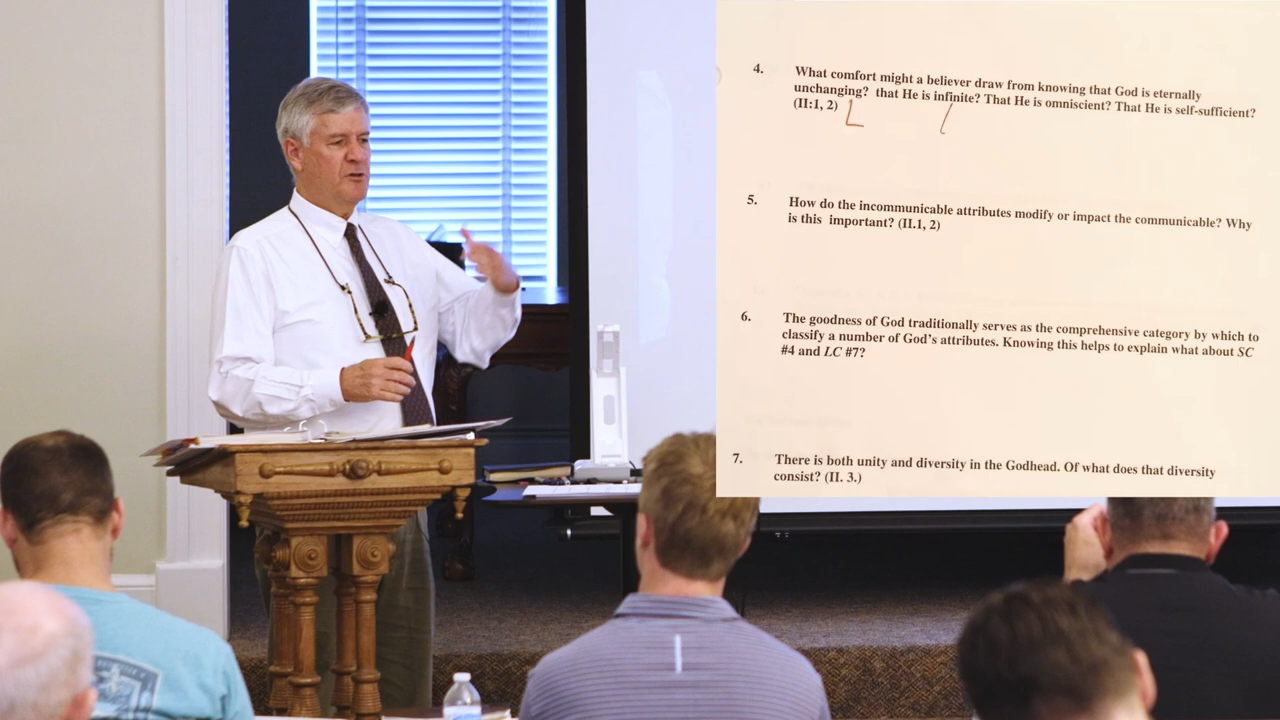 4. What comfort might a believer draw from knowing that God is eternally
unchanging? that He is infinite? That He is omniscient? That He is self-sufficient?
(II:1, 2)
5. How do the incommunicable attributes modify or impact the communicable? Why
is this important? (II.1, 2)
6. The goodness of God traditionally serves as the comprehensive category by which to
classify a number of God's attributes. Knowing this helps to explain what about SC
#4 and LC #7?
7. There is both unity and diversity in the Godhead. Of what does that diversity
consist? (II. 3.)